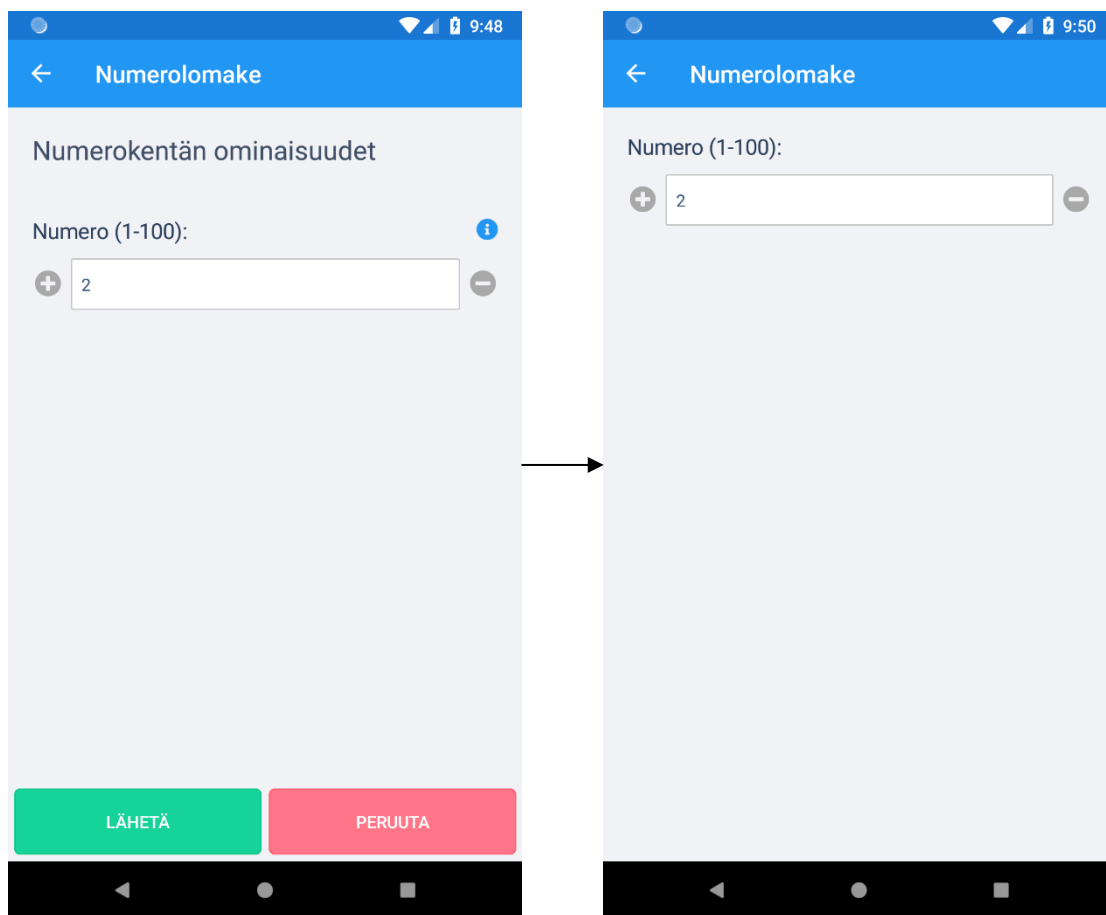 9:48
Numerolomake
Numerokentän ominaisuudet
Numero (1-100):
2
LÄHETÄ
PERUUTA
9:50
Numerolomake
Numero (1-100):
2